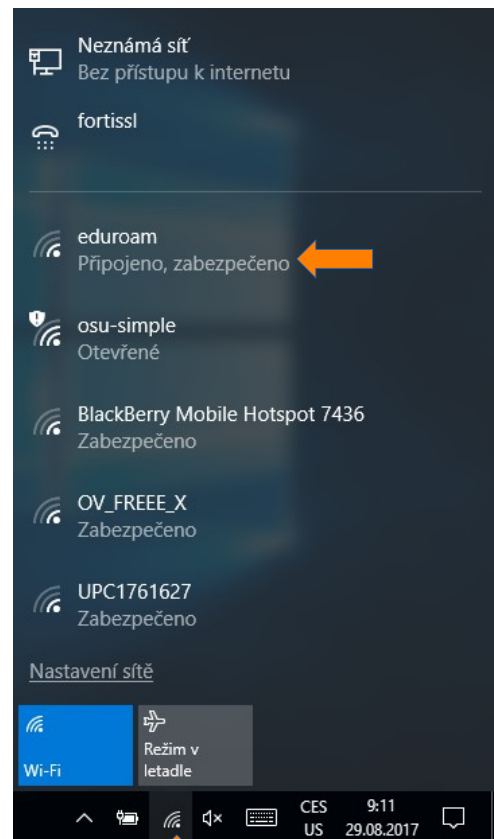 Neznámá síť
Bez přístupu k internetu
fortissl
eduroam
Připojeno, zabezpečeno
osu-simple
Otevřené
BlackBerry Mobile Hotspot 7436
Zabezpečeno
OV_FREEE_X
Zabezpečeno
UPC1761627
Zabezpečeno
Nastavení sítě
Wi-Fi
Režim v
letadle
CES
US
9:11
29.08.2017